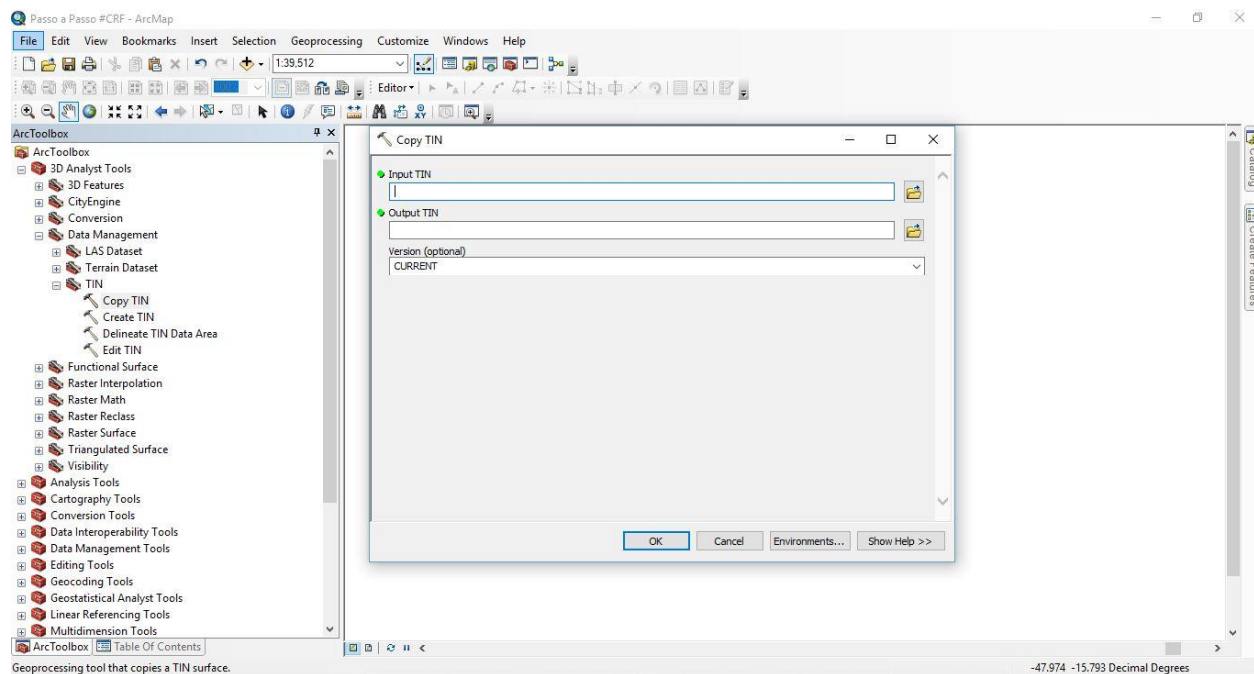 Passo a Passo #CRF - ArcMap
File Edit View Bookmarks Insert Selection Geoprocessing Customize Windows Help
1:39,512
Editor
ArcToolbox
ArcToolbox
3D Analyst Tools
3D Features
CityEngine
Conversion
Data Management
LAS Dataset
Terrain Dataset
TIN
Copy TIN
Create TIN
Delineate TIN Data Area
Edit TIN
Functional Surface
Raster Interpolation
Raster Math
Raster Reclass
Raster Surface
Triangulated Surface
Visibility
Analysis Tools
Cartography Tools
Conversion Tools
Data Interoperability Tools
Data Management Tools
Editing Tools
Geocoding Tools
Geostatistical Analyst Tools
Linear Referencing Tools
Multidimension Tools
ArcToolbox Table Of Contents
Copy TIN
Input TIN
Output TIN
Version (optional)
CURRENT
OK Cancel Environments... Show Help >>
Catalog
Create Features
Geoprocessing tool that copies a TIN surface.
-47.974 -15.793 Decimal Degrees